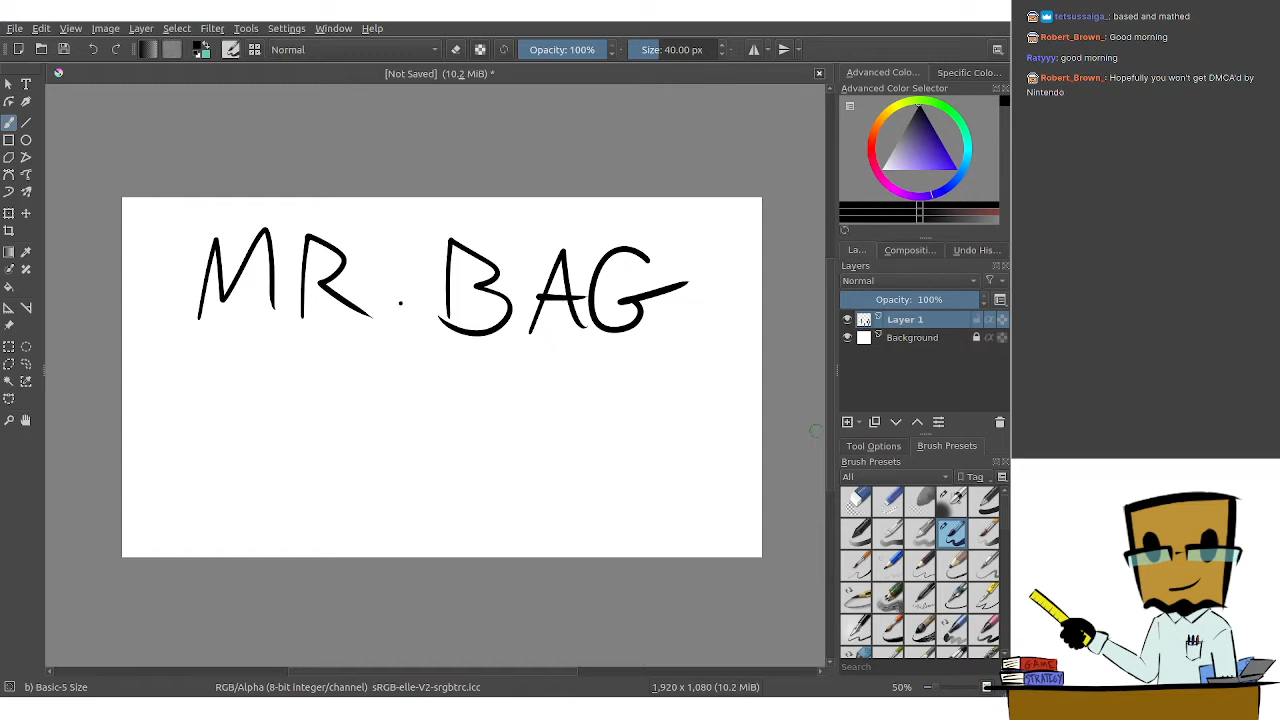 File Edit View Image Layer Select Filter Tools Settings Window Help
Normal
Opacity: 100%
Size: 40.00 px
[Not Saved] (10.2 MiB) *
Advanced Colo...
Specific Colo...
Advanced Color Selector
MR. BAG
La...
Compositi...
Undo His...
Layers
Normal
Opacity: 100%
Layer 1
Background
Tool Options
Brush Presets
Brush Presets
All
Tag
Search
b) Basic-5 Size
RGB/Alpha (8-bit integer/channel) sRGB-elle-V2-srgbtrc.icc
1,920 x 1,080 (10.2 MiB)
50%
tetsussaiga_: based and mathed
Robert_Brown_: Good morning
Ratyyy: good morning
Robert_Brown_: Hopefully you won't get DMCA'd by
Nintendo
GAME
STRATEGY